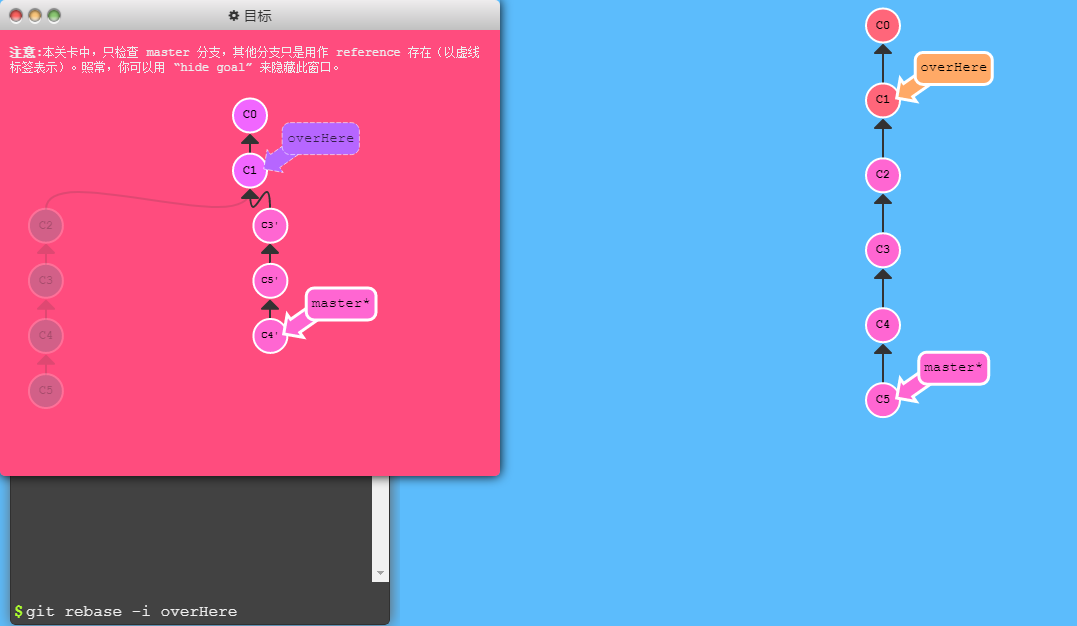 目标
注意:本关卡中，只检查 master 分支，其他分支只是用作 reference 存在（以虚线
标签表示）。照常，你可以用 “hide goal” 来隐藏此窗口。
C0
overHere
C1
C2
C3'
C3
C5'
master*
C4
C4'
C5
$git rebase -i overHere
C0
overHere
C1
C2
C3
C4
master*
C5